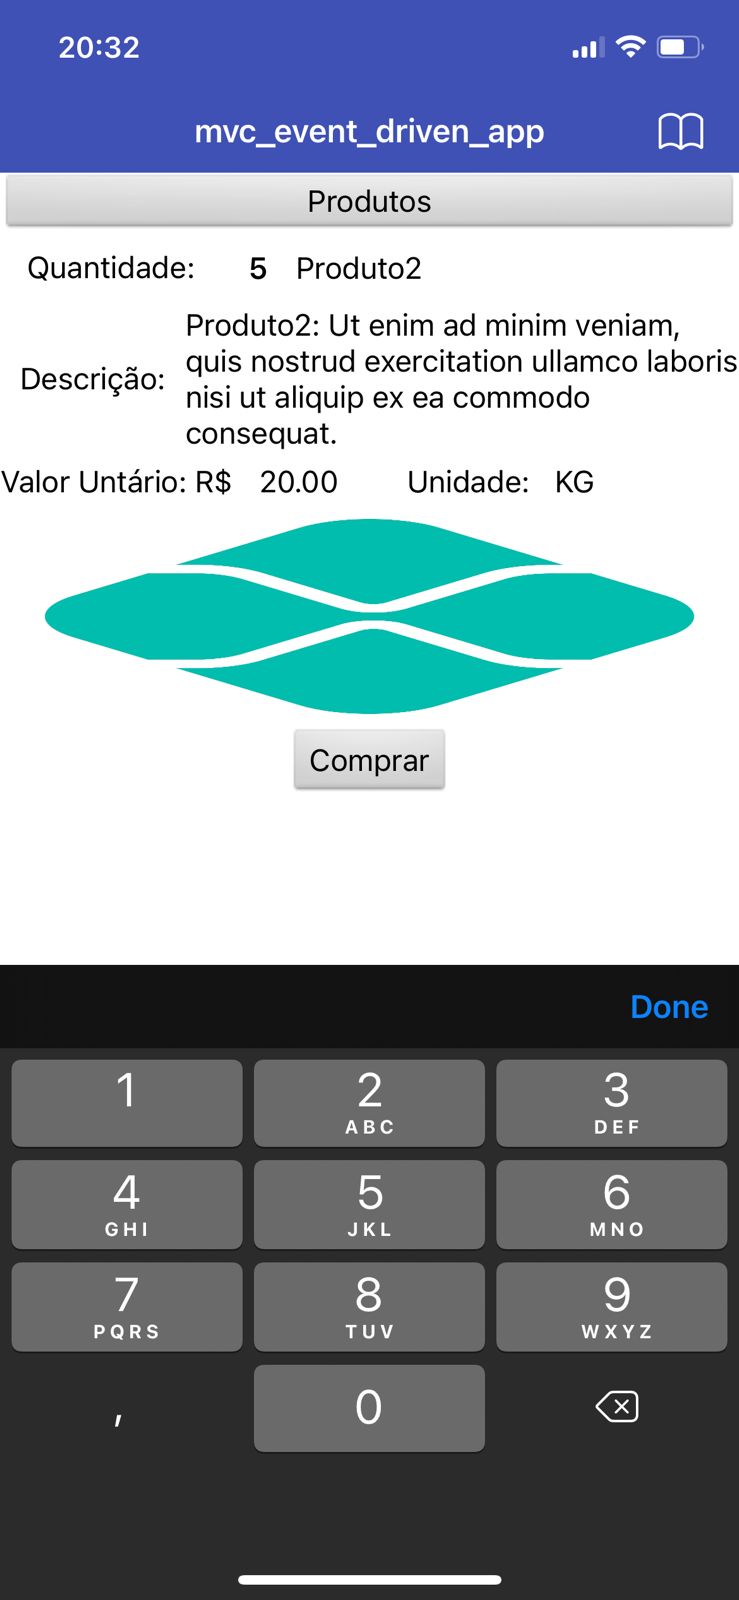 20:32
mvc_event_driven_app
Produtos
Quantidade: 5 Produto2
Descrição:
Produto2: Ut enim ad minim veniam,
quis nostrud exercitation ullamco laboris
nisi ut aliquip ex ea commodo
consequat.
Valor Untário: R$ 20.00 Unidade: KG
Comprar
Done
1 2 3
ABC DEF
4 5 6
GHI JKL MNO
7 8 9
PQRS TUV WXYZ
, 0